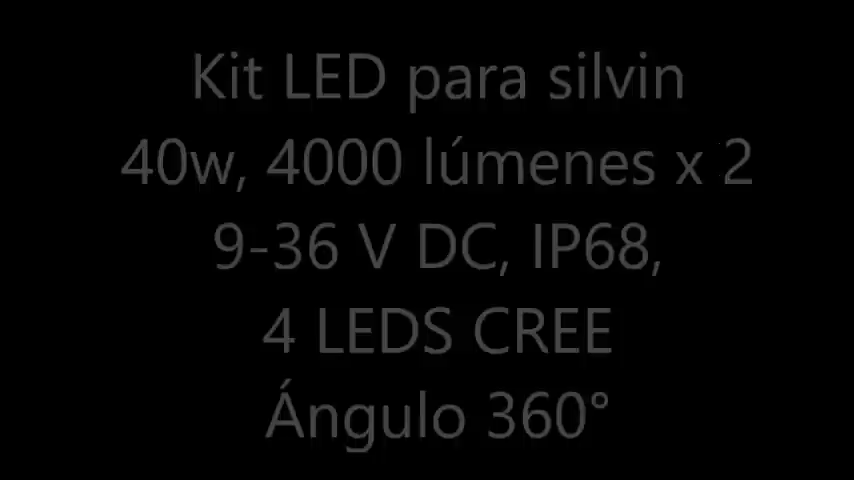 Kit LED para silvin
40w, 4000 lúmenes x 2
9-36 V DC, IP68,
4 LEDS CREE
Ángulo 360°